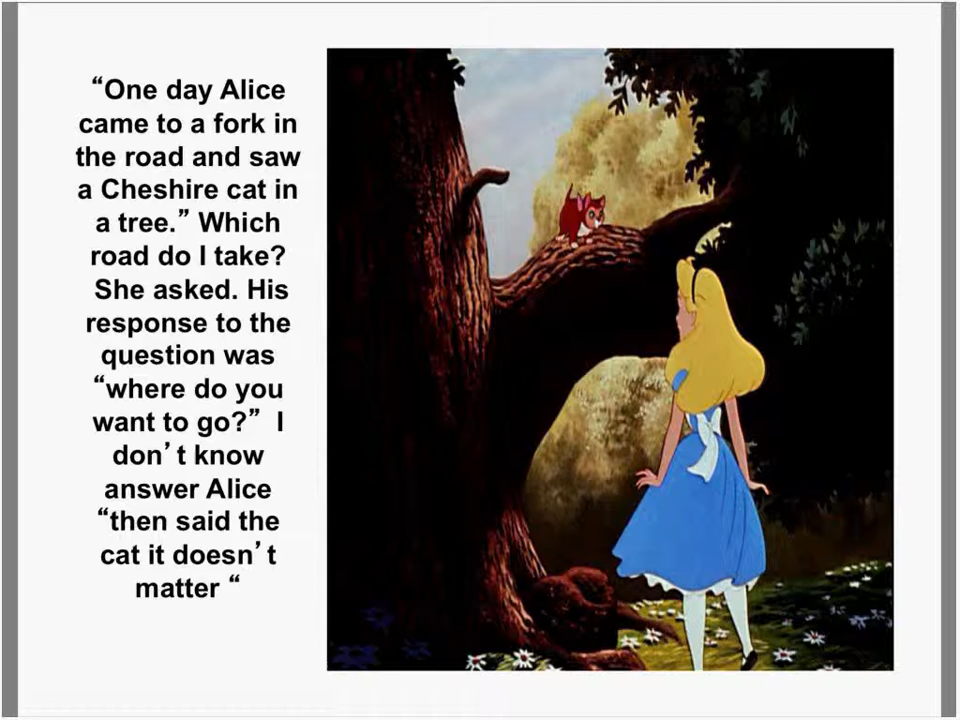 “One day Alice
came to a fork in
the road and saw
a Cheshire cat in
a tree.” Which
road do I take?
She asked. His
response to the
question was
“where do you
want to go?” I
don’t know
answer Alice
“then said the
cat it doesn’t
matter “